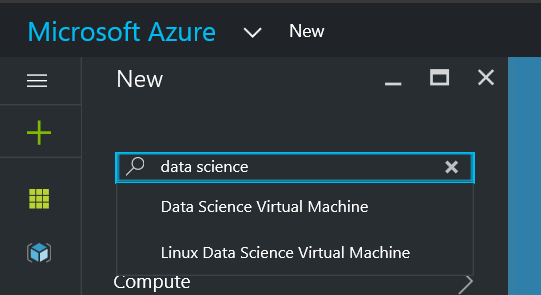 Microsoft Azure New
New
data science
Data Science Virtual Machine
Linux Data Science Virtual Machine
Compute